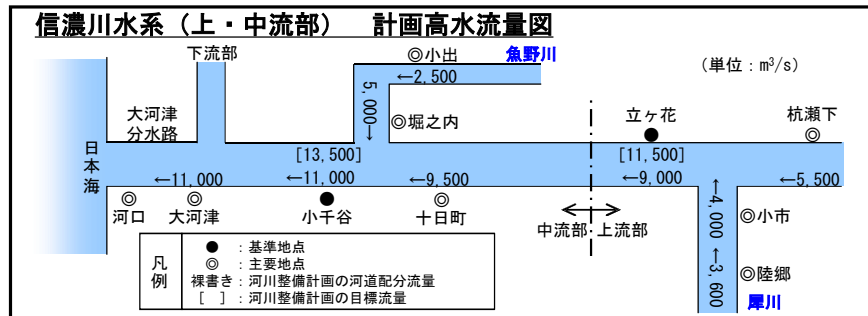 信濃川水系（上・中流部）　計画高水流量図
下流部
◎小出
魚野川
（単位：m³/s）
←2,500
5,000→
大河津
分水路
◎堀之内
立ヶ花
●
杭瀬下
◎
日本海
[13,500]
[11,500]
←11,000
←11,000
←9,500
←9,000
←5,500
◎
河口
◎
大河津
●
小千谷
◎
十日町
中流部
上流部
←4,000
←3,600
◎小市
◎陸郷
犀川
凡例
●：基準地点
◎：主要地点
裸書き：河川整備計画の河道配分流量
[　]：河川整備計画の目標流量